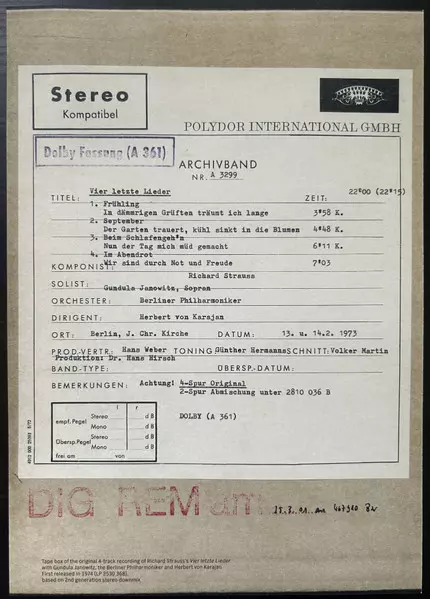 Stereo
Kompatibel
POLYDOR INTERNATIONAL GMBH
Dolby Fassung (A 361)
ARCHIVBAND
NR. A 3299
TITEL: Vier letzte Lieder ZEIT: 22'00 (22'15)
1. Frühling
In dämmrigen Grüften träumt ich lange 3'58 K.
2. September
Der Garten trauert, kühl sinkt in die Blumen 4'48 K.
3. Beim Schlafengeh'n
Nun der Tag mich müd gemacht 6'11 K.
4. Im Abendrot
Wir sind durch Not und Freude 7'03
KOMPONIST: Richard Strauss
SOLIST: Gundula Janowitz, Sopran
ORCHESTER: Berliner Philharmoniker
DIRIGENT: Herbert von Karajan
ORT: Berlin, J. Chr. Kirche DATUM: 13. u. 14.2. 1973
PROD-VERTR: Hans Weber TONING Günther Hermanns SCHNITT: Volker Martin
Produktion: Dr. Hans Hirsch
BAND-TYPE: ÜBERSP.-DATUM:
BEMERKUNGEN: Achtung! 4-Spur Original
2-Spur Abmischung unter 2810 036 B
DOLBY (A 361)
l r
empf. Pegel Stereo d B
Mono d B
Übersp. Pegel Stereo d B
Mono d B
frei am von
DIG REM am
Tape box of the original 4-track recording of Richard Strauss's Vier letzte Lieder
with Gundula Janowitz, the Berliner Philharmoniker and Herbert von Karajan
First released in 1974 (LP 2530 368),
based on 2nd generation stereo downmix